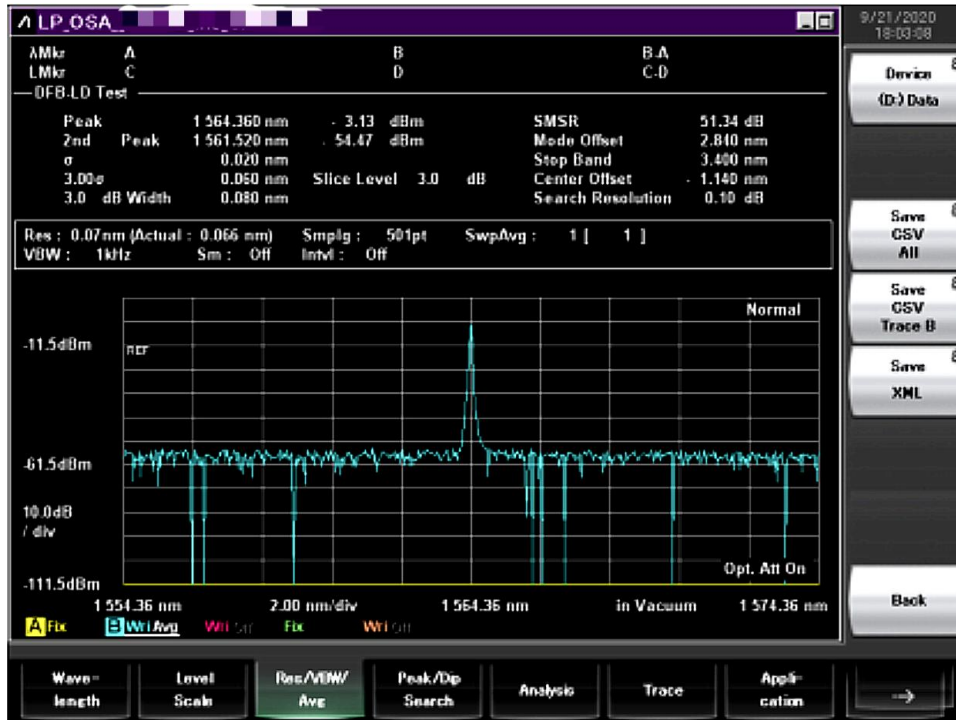 LP_OSA_
9/21/2020
18:03:08
λMkr A B B-A
LMkr C D C-D
DFB-LD Test
Peak 1 564.360 nm - 3.13 dBm SMSR 51.34 dB
2nd Peak 1 561.520 nm - 54.47 dBm Mode Offset 2.840 nm
σ 0.020 nm Stop Band 3.400 nm
3.00σ 0.060 nm Slice Level 3.0 dB Center Offset - 1.140 nm
3.0 dB Width 0.080 nm Search Resolution 0.10 dB
Res : 0.07nm (Actual : 0.066 nm) Smplg : 501pt SwpAvg : 1 [ 1 ]
VBW : 1kHz Sm : Off Intvl : Off
Normal
-11.5dBm
REF
-61.5dBm
10.0dB
/ div
Opt. Att On
-111.5dBm
1 554.36 nm 2.00 nm/div 1 564.36 nm in Vacuum 1 574.36 nm
A Fix B Wri Avg Wri Off Fix Wri Off
Device
(D:) Data
Save
CSV
All
Save
CSV
Trace B
Save
XML
Back
Wave-
length
Level
Scale
Res/VBW/
Avg
Peak/Dip
Search
Analysis
Trace
Appli-
cation
→